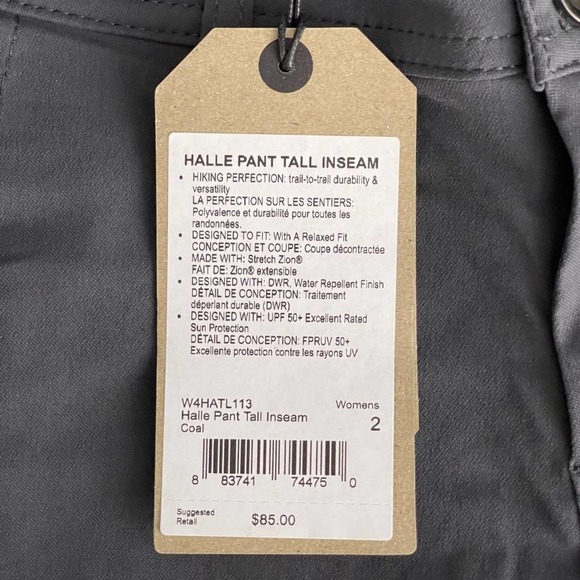 HALLE PANT TALL INSEAM
• HIKING PERFECTION: trail-to-trail durability &
versatility
LA PERFECTION SUR LES SENTIERS:
Polyvalence et durabilité pour toutes les
randonnées.
• DESIGNED TO FIT: With A Relaxed Fit
CONCEPTION ET COUPE: Coupe décontractée
• MADE WITH: Stretch Zion®
FAIT DE: Zion® extensible
• DESIGNED WITH: DWR, Water Repellent Finish
DÉTAIL DE CONCEPTION: Traitement
déperlant durable (DWR)
• DESIGNED WITH: UPF 50+ Excellent Rated
Sun Protection
DÉTAIL DE CONCEPTION: FPRUV 50+
Excellente protection contre les rayons UV
W4HATL113 Womens
Halle Pant Tall Inseam 2
Coal
8 83741 74475 0
Suggested
Retail $85.00